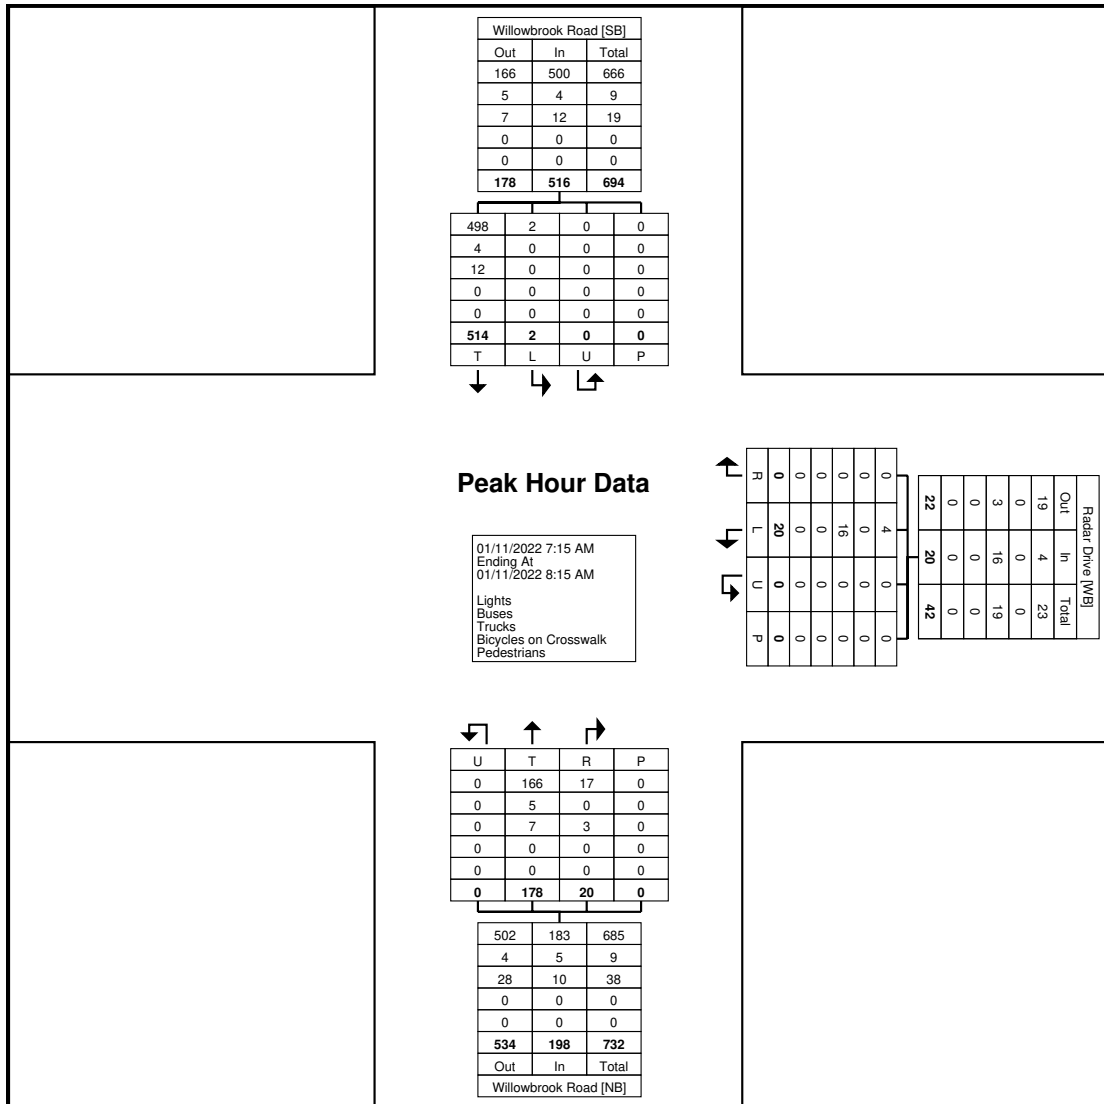 Willowbrook Road [SB]
Out In Total
166 500 666
5 4 9
7 12 19
0 0 0
0 0 0
178 516 694
498 2 0 0
4 0 0 0
12 0 0 0
0 0 0 0
0 0 0 0
514 2 0 0
T L U P
Peak Hour Data
01/11/2022 7:15 AM
Ending At
01/11/2022 8:15 AM
Lights
Buses
Trucks
Bicycles on Crosswalk
Pedestrians
Radar Drive [WB]
Out In Total
19 4 23
0 0 0
3 16 19
0 0 0
0 0 0
22 20 42
0 4 0 0
0 0 0 0
0 16 0 0
0 0 0 0
0 0 0 0
0 20 0 0
R L U P
U T R P
0 166 17 0
0 5 0 0
0 7 3 0
0 0 0 0
0 0 0 0
0 178 20 0
502 183 685
4 5 9
28 10 38
0 0 0
0 0 0
534 198 732
Out In Total
Willowbrook Road [NB]